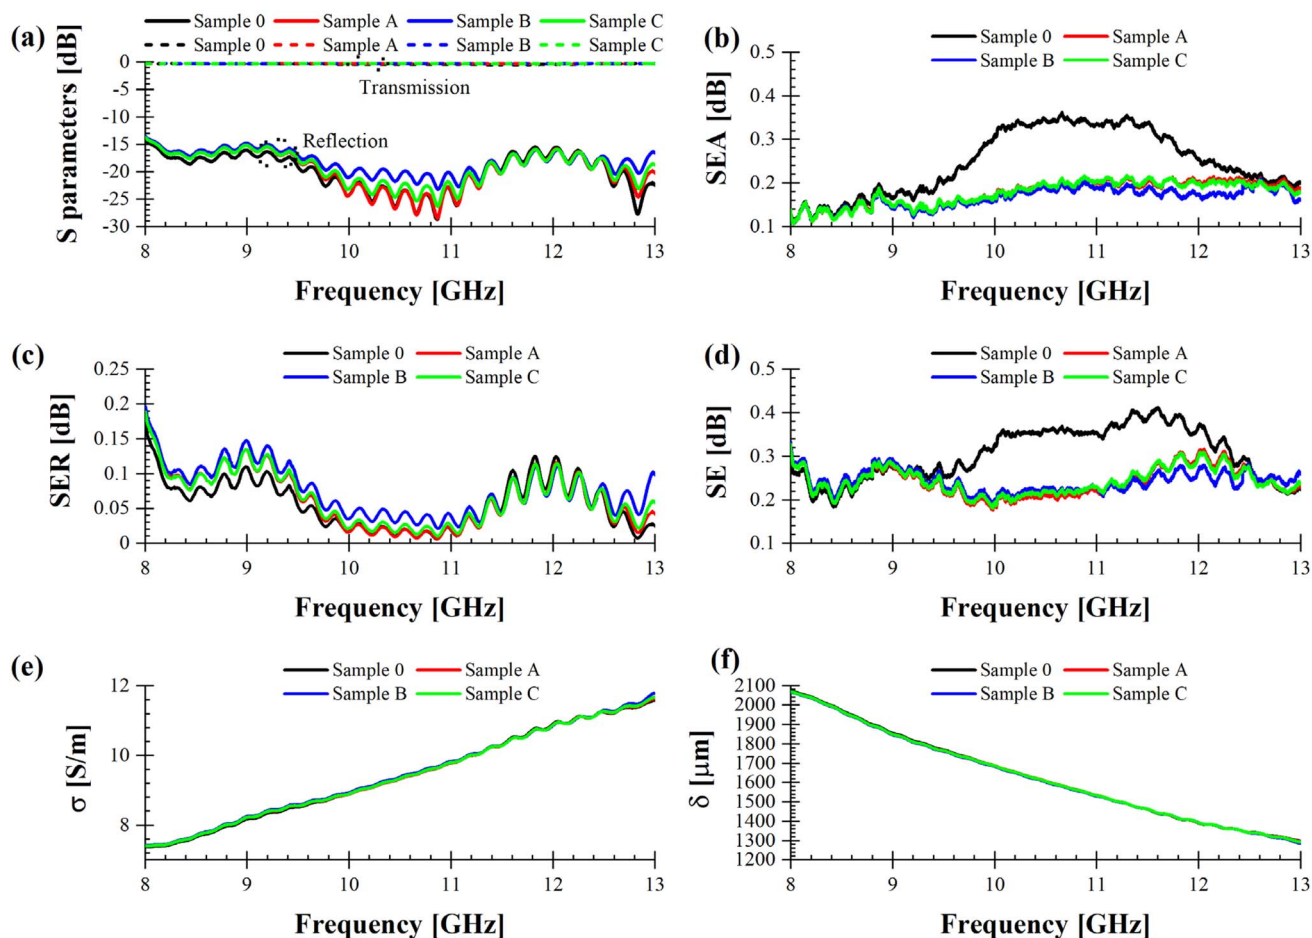 (a)
Sample 0 Sample A Sample B Sample C
Sample 0 Sample A Sample B Sample C
S parameters [dB]
0
-5
-10
-15
-20
-25
-30
Transmission
Reflection
8 9 10 11 12 13
Frequency [GHz]
(b)
Sample 0 Sample A
Sample B Sample C
SEA [dB]
0.5
0.4
0.3
0.2
0.1
8 9 10 11 12 13
Frequency [GHz]
(c)
Sample 0 Sample A
Sample B Sample C
SER [dB]
0.25
0.2
0.15
0.1
0.05
0
8 9 10 11 12 13
Frequency [GHz]
(d)
Sample 0 Sample A
Sample B Sample C
SE [dB]
0.5
0.4
0.3
0.2
0.1
8 9 10 11 12 13
Frequency [GHz]
(e)
Sample 0 Sample A
Sample B Sample C
σ [S/m]
12
10
8
8 9 10 11 12 13
Frequency [GHz]
(f)
Sample 0 Sample A
Sample B Sample C
δ [μm]
2100
2000
1900
1800
1700
1600
1500
1400
1300
1200
8 9 10 11 12 13
Frequency [GHz]